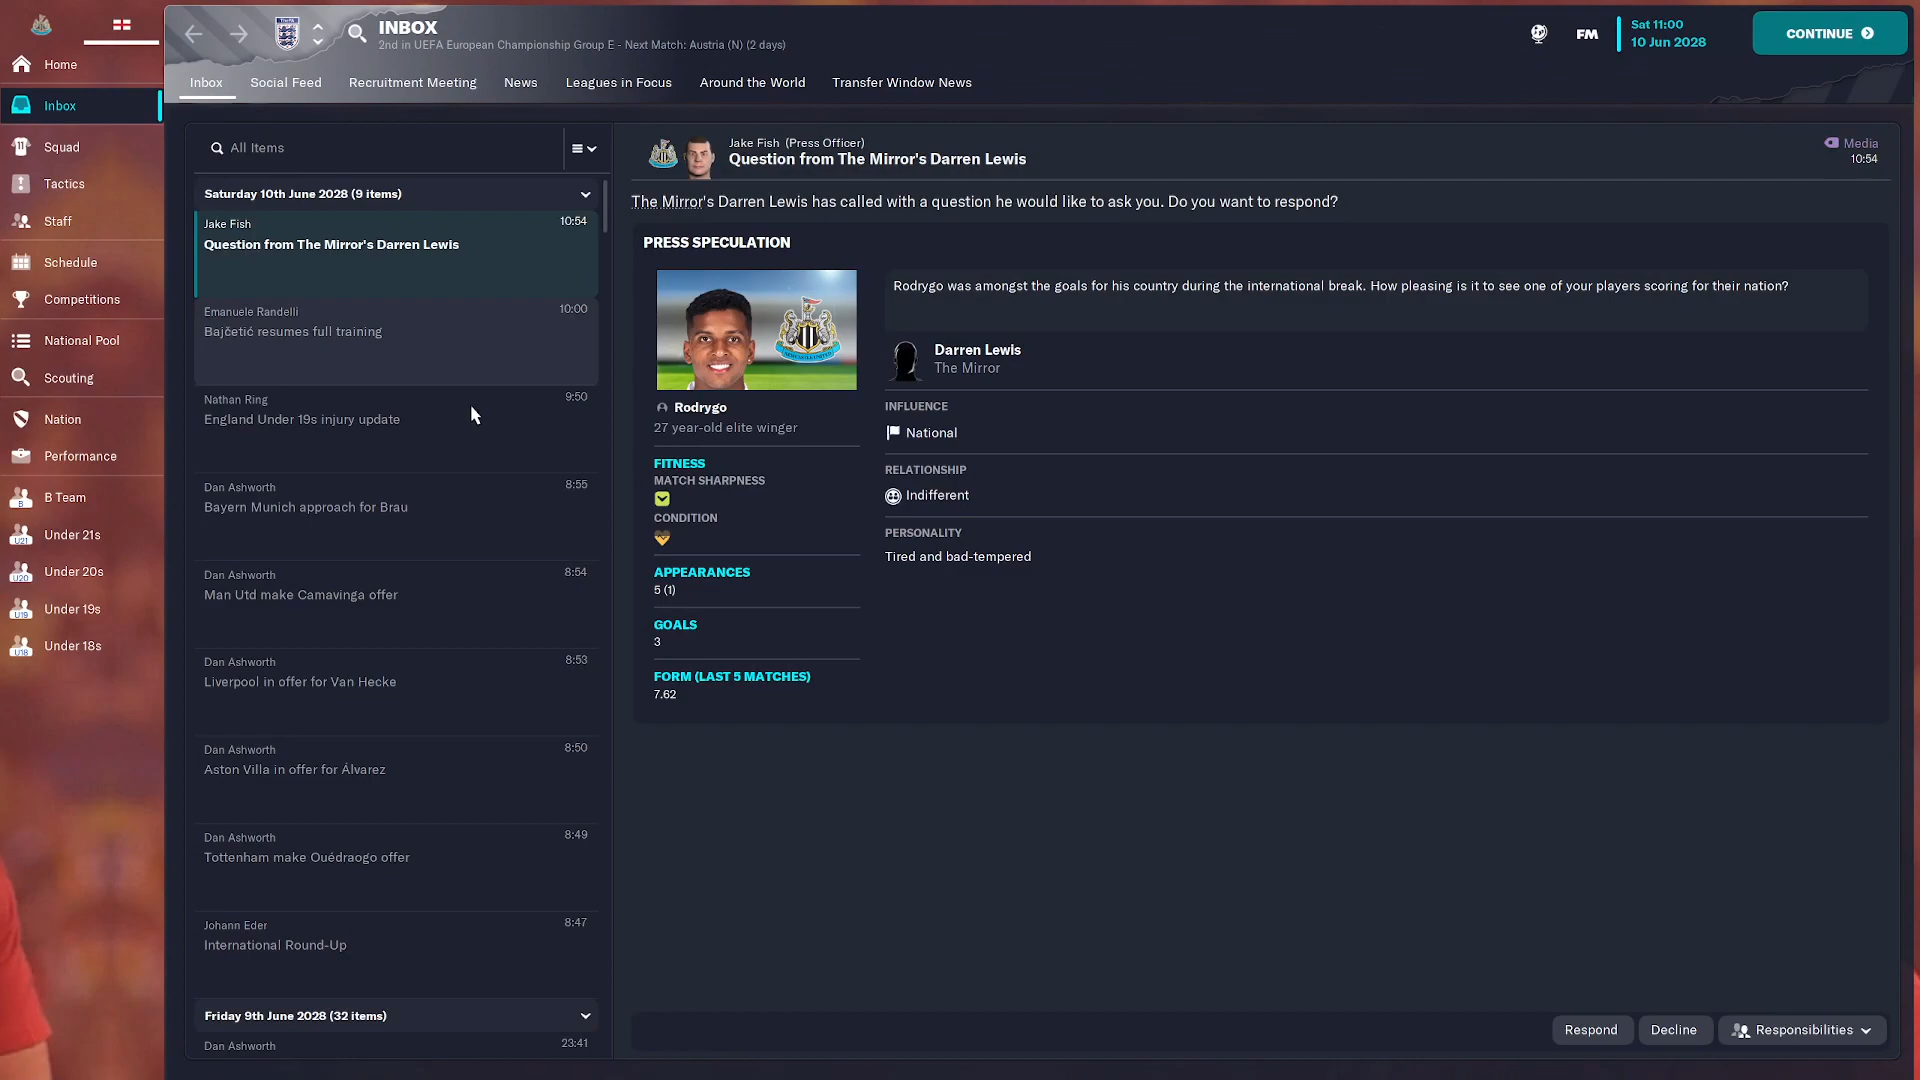 INBOX
2nd in UEFA European Championship Group E - Next Match: Austria (N) (2 days)
FM
Sat 11:00
10 Jun 2028
CONTINUE
Home
Inbox
Squad
Tactics
Staff
Schedule
Competitions
National Pool
Scouting
Nation
Performance
B
B Team
U21
Under 21s
U20
Under 20s
U19
Under 19s
U18
Under 18s
Inbox
Social Feed
Recruitment Meeting
News
Leagues in Focus
Around the World
Transfer Window News
All Items
Saturday 10th June 2028 (9 items)
Jake Fish 10:54
Question from The Mirror's Darren Lewis
Emanuele Randelli 10:00
Bajčetić resumes full training
Nathan Ring 9:50
England Under 19s injury update
Dan Ashworth 8:55
Bayern Munich approach for Brau
Dan Ashworth 8:54
Man Utd make Camavinga offer
Dan Ashworth 8:53
Liverpool in offer for Van Hecke
Dan Ashworth 8:50
Aston Villa in offer for Álvarez
Dan Ashworth 8:49
Tottenham make Ouédraogo offer
Johann Eder 8:47
International Round-Up
Friday 9th June 2028 (32 items)
Dan Ashworth 23:41
Jake Fish (Press Officer)
Question from The Mirror's Darren Lewis
Media
10:54
The Mirror's Darren Lewis has called with a question he would like to ask you. Do you want to respond?
PRESS SPECULATION
Rodrygo
27 year-old elite winger
FITNESS
MATCH SHARPNESS
CONDITION
APPEARANCES
5 (1)
GOALS
3
FORM (LAST 5 MATCHES)
7.62
Rodrygo was amongst the goals for his country during the international break. How pleasing is it to see one of your players scoring for their nation?
Darren Lewis
The Mirror
INFLUENCE
National
RELATIONSHIP
Indifferent
PERSONALITY
Tired and bad-tempered
Respond
Decline
Responsibilities